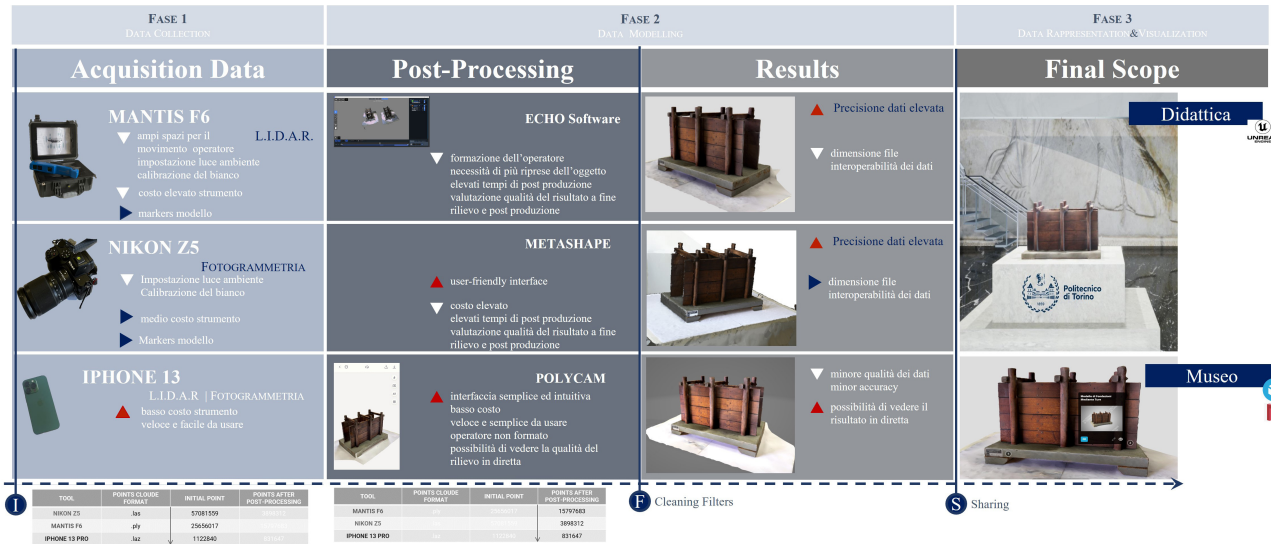 FASE 1
DATA COLLECTION
FASE 2
DATA MODELLING
FASE 3
DATA RAPPRESENTATION&VISUALIZATION
Acquisition Data
Post-Processing
Results
Final Scope
MANTIS F6
L.I.D.A.R.
ampi spazi per il
movimento operatore
impostazione luce ambiente
calibrazione del bianco
costo elevato strumento
markers modello
ECHO Software
formazione dell'operatore
necessità di più riprese dell'oggetto
elevati tempi di post produzione
valutazione qualità del risultato a fine
rilievo e post produzione
Precisione dati elevata
dimensione file
interoperabilità dei dati
Didattica
UNREAL
ENGINE
NIKON Z5
FOTOGRAMMETRIA
Impostazione luce ambiente
Calibrazione del bianco
medio costo strumento
Markers modello
METASHAPE
user-friendly interface
costo elevato
elevati tempi di post produzione
valutazione qualità del risultato a fine
rilievo e post produzione
Precisione dati elevata
dimensione file
interoperabilità dei dati
Politecnico
di Torino
IPHONE 13
L.I.D.A.R | FOTOGRAMMETRIA
basso costo strumento
veloce e facile da usare
POLYCAM
interfaccia semplice ed intuitiva
basso costo
veloce e semplice da usare
operatore non formato
possibilità di vedere la qualità del
rilievo in diretta
minore qualità dei dati
minor accuracy
possibilità di vedere il
risultato in diretta
Museo
I
TOOL POINTS CLOUDE FORMAT INITIAL POINT POINTS AFTER POST-PROCESSING
NIKON Z5 .las 57081559
MANTIS F6 .ply 25656017
IPHONE 13 PRO .laz 1122840 831647
TOOL POINTS CLOUDE FORMAT INITIAL POINT POINTS AFTER POST-PROCESSING
MANTIS F6 25656017 15797683
NIKON Z5 3898312
IPHONE 13 PRO 1122840 831647
F Cleaning Filters
S Sharing